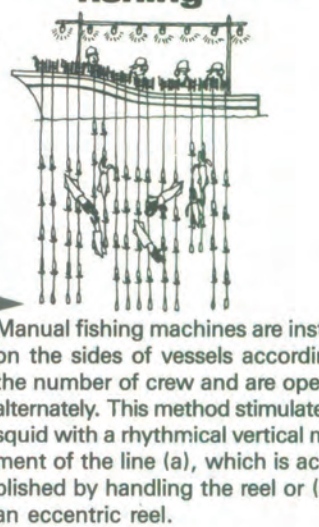 fishing
Manual fishing machines are inst
on the sides of vessels accordin
the number of crew and are ope
alternately. This method stimulate
squid with a rhythmical vertical m
ment of the line (a), which is ac
plished by handling the reel or (
an eccentric reel.